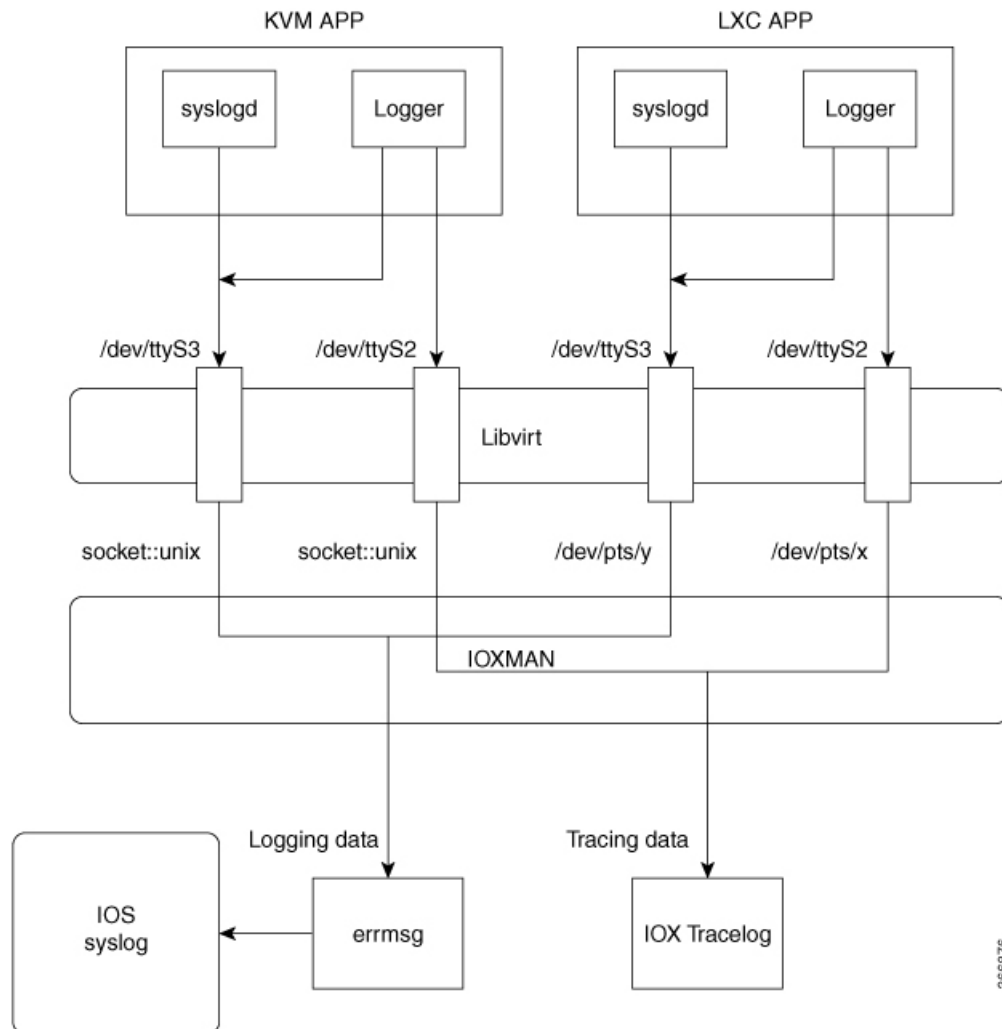 KVM APP
LXC APP
syslogd
Logger
syslogd
Logger
/dev/ttyS3
/dev/ttyS2
/dev/ttyS3
/dev/ttyS2
Libvirt
socket::unix
socket::unix
/dev/pts/y
/dev/pts/x
IOXMAN
Logging data
Tracing data
IOS
syslog
errmsg
IOX Tracelog